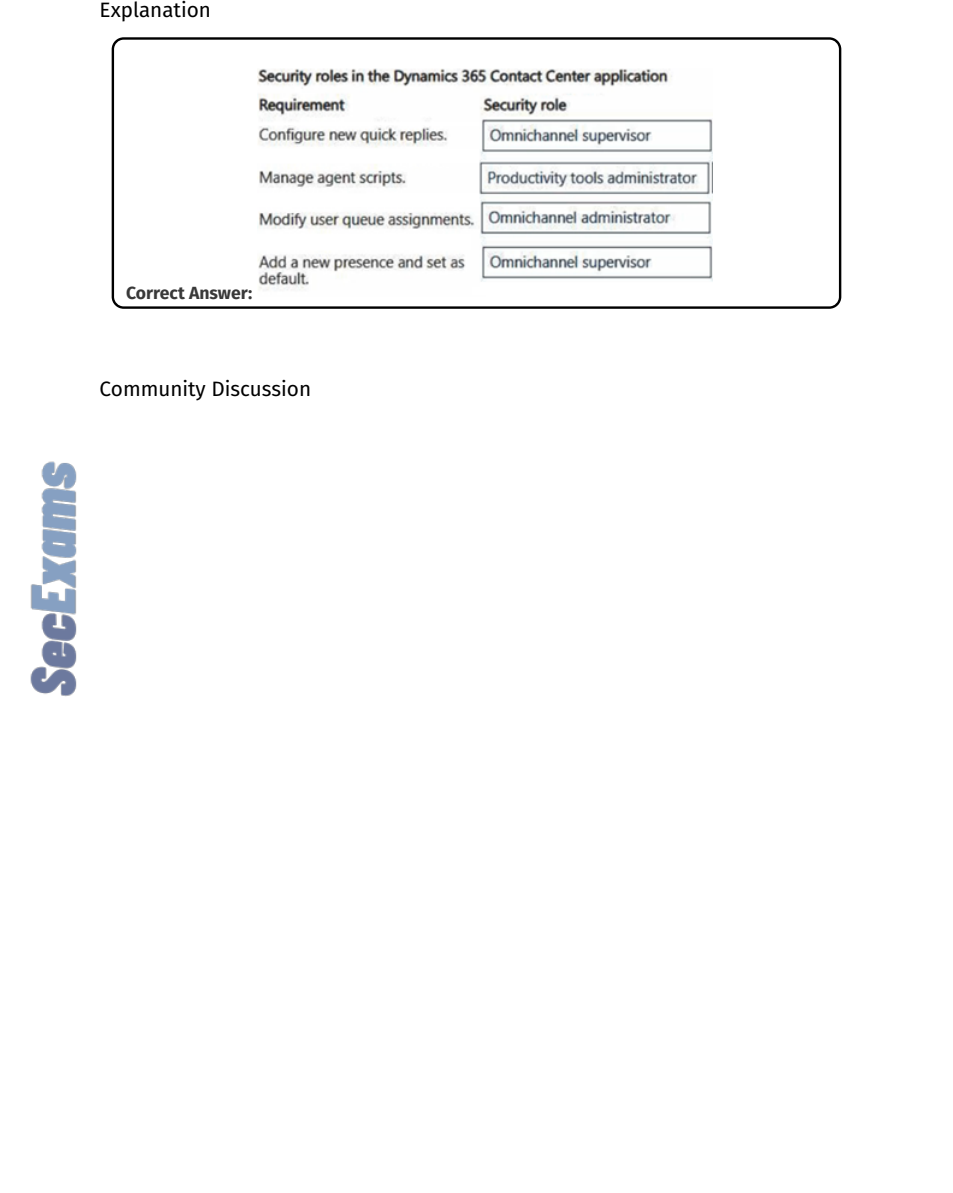 Explanation
Security roles in the Dynamics 365 Contact Center application
Requirement Security role
Configure new quick replies. Omnichannel supervisor
Manage agent scripts. Productivity tools administrator
Modify user queue assignments. Omnichannel administrator
Add a new presence and set as default. Omnichannel supervisor
Correct Answer:
Community Discussion
SecExams